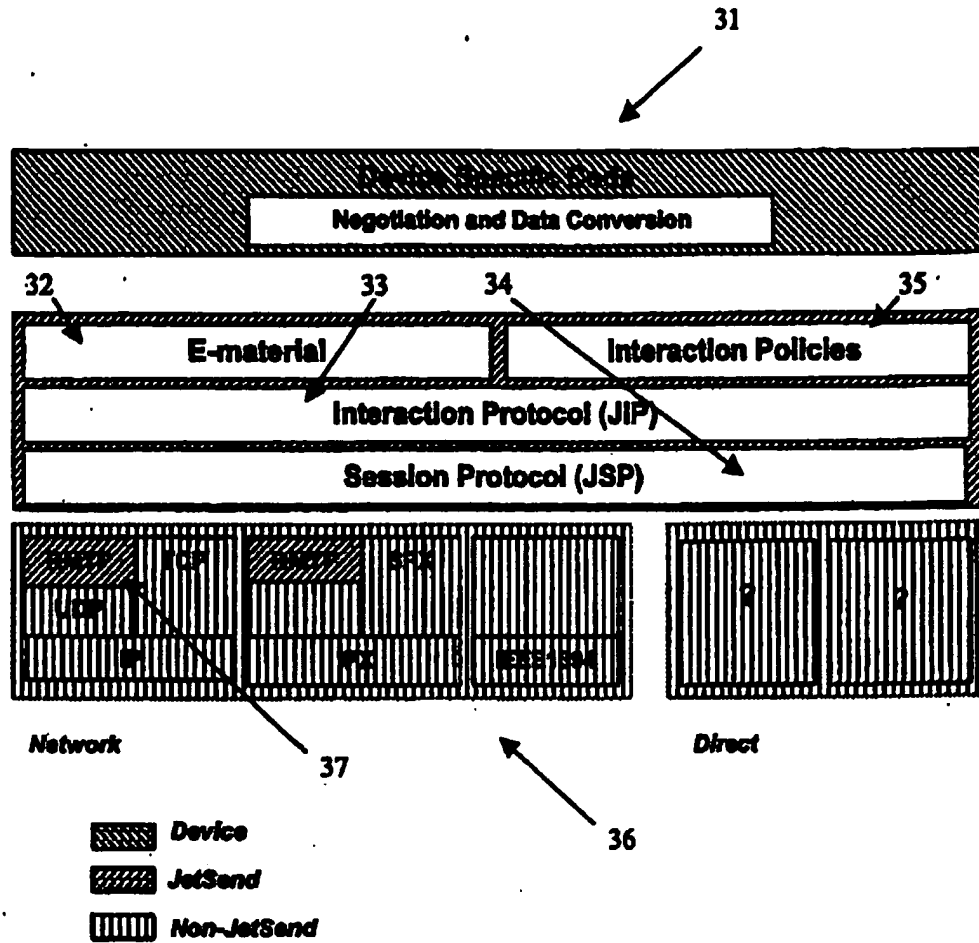 31
Device Specific Code
Negotiation and Data Conversion
32 33 34 35
E-material Interaction Policies
Interaction Protocol (JIP)
Session Protocol (JSP)
TCP SPX
UDP
IP IPX IEEE1394
? ?
Network Direct
37
36
Device
JetSend
Non-JetSend